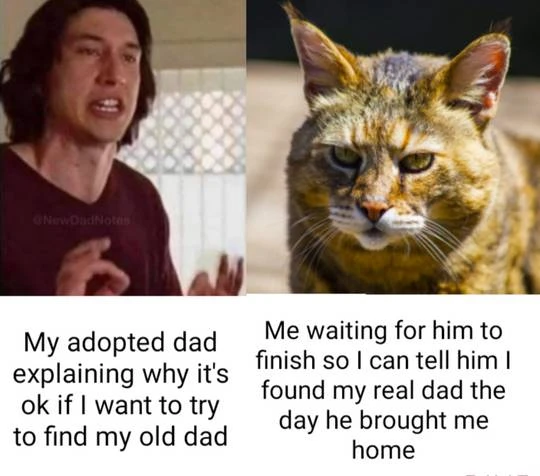 @NewDadNotes
My adopted dad
explaining why it's
ok if I want to try
to find my old dad
Me waiting for him to
finish so I can tell him I
found my real dad the
day he brought me
home